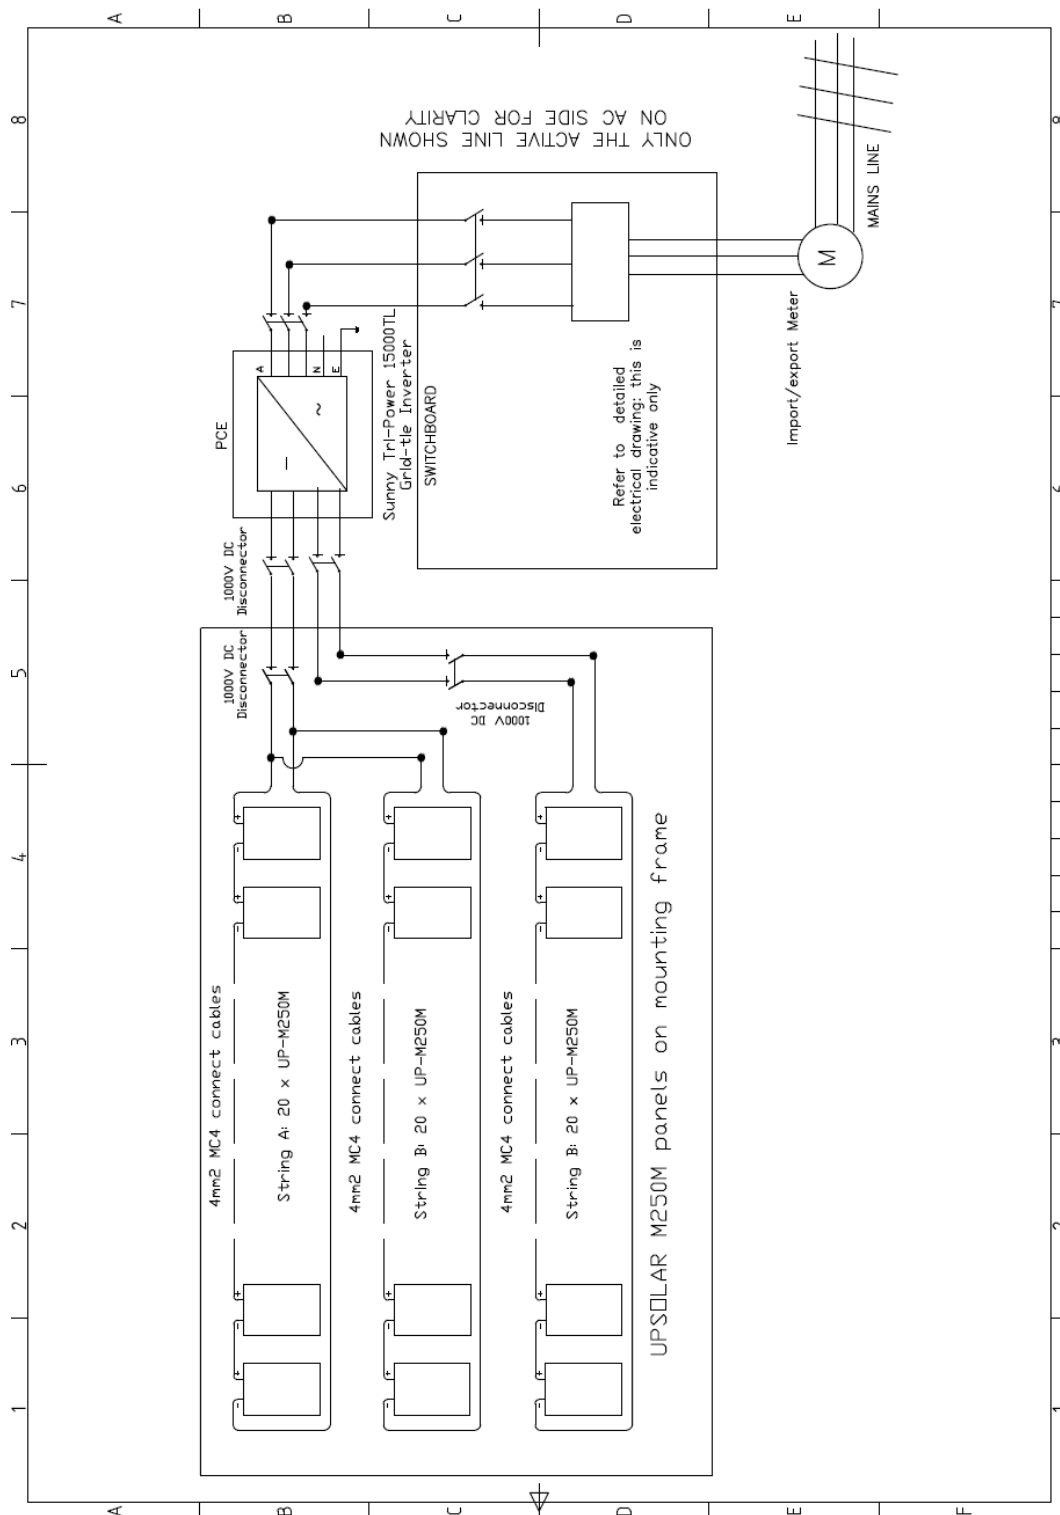 A
B
C
D
E
8
7
6
5
4
3
2
1
ONLY THE ACTIVE LINE SHOWN
ON AC SIDE FOR CLARITY
MAINS LINE
M
Import/export Meter
PCE
A
N
E
~
Sunny Tri-Power 15000TL
Grid-tie Inverter
SWITCHBOARD
Refer to detailed
electrical drawing: this is
indicative only
1000V DC
Disconnector
1000V DC
Disconnector
1000V DC
Disconnector
4mm2 MC4 connect cables
String A: 20 x UP-M250M
4mm2 MC4 connect cables
String B: 20 x UP-M250M
4mm2 MC4 connect cables
String B: 20 x UP-M250M
UPSOLAR M250M panels on mounting frame
A
B
C
D
E
F